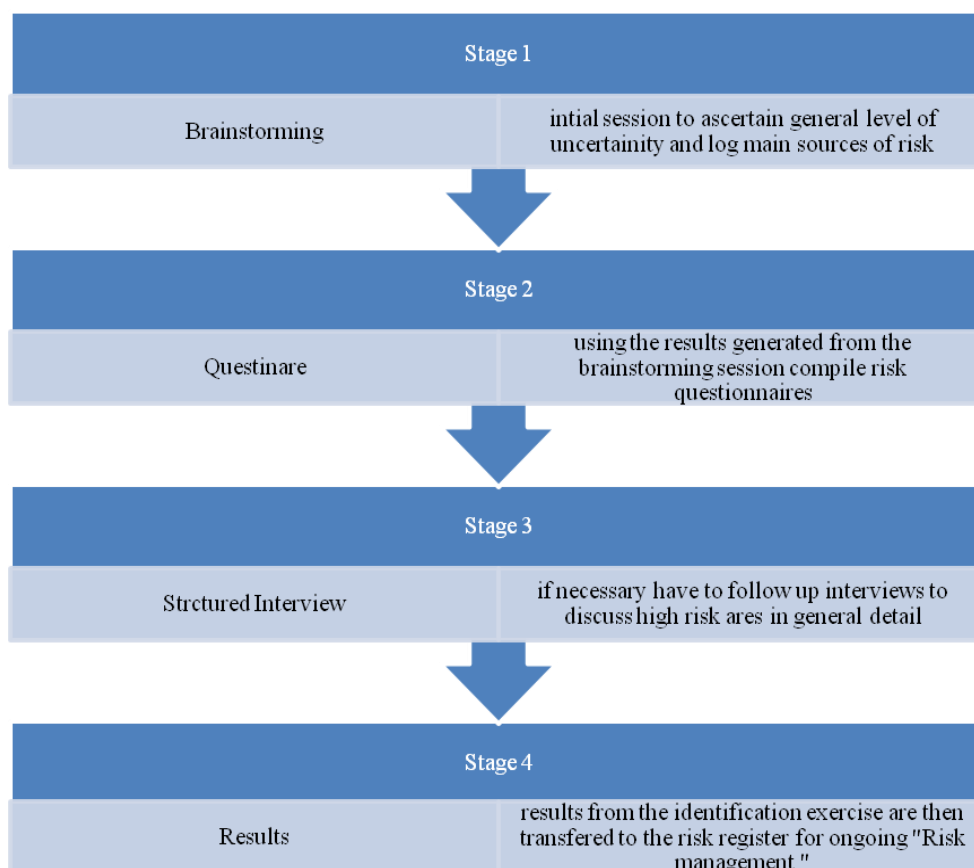 Stage 1
Brainstorming
intial session to ascertain general level of
uncertainity and log main sources of risk
Stage 2
Questinare
using the results generated from the
brainstorming session compile risk
questionnaires
Stage 3
Strctured Interview
if necessary have to follow up interviews to
discuss high risk ares in general detail
Stage 4
Results
results from the identification exercise are then
transfered to the risk register for ongoing "Risk
management "